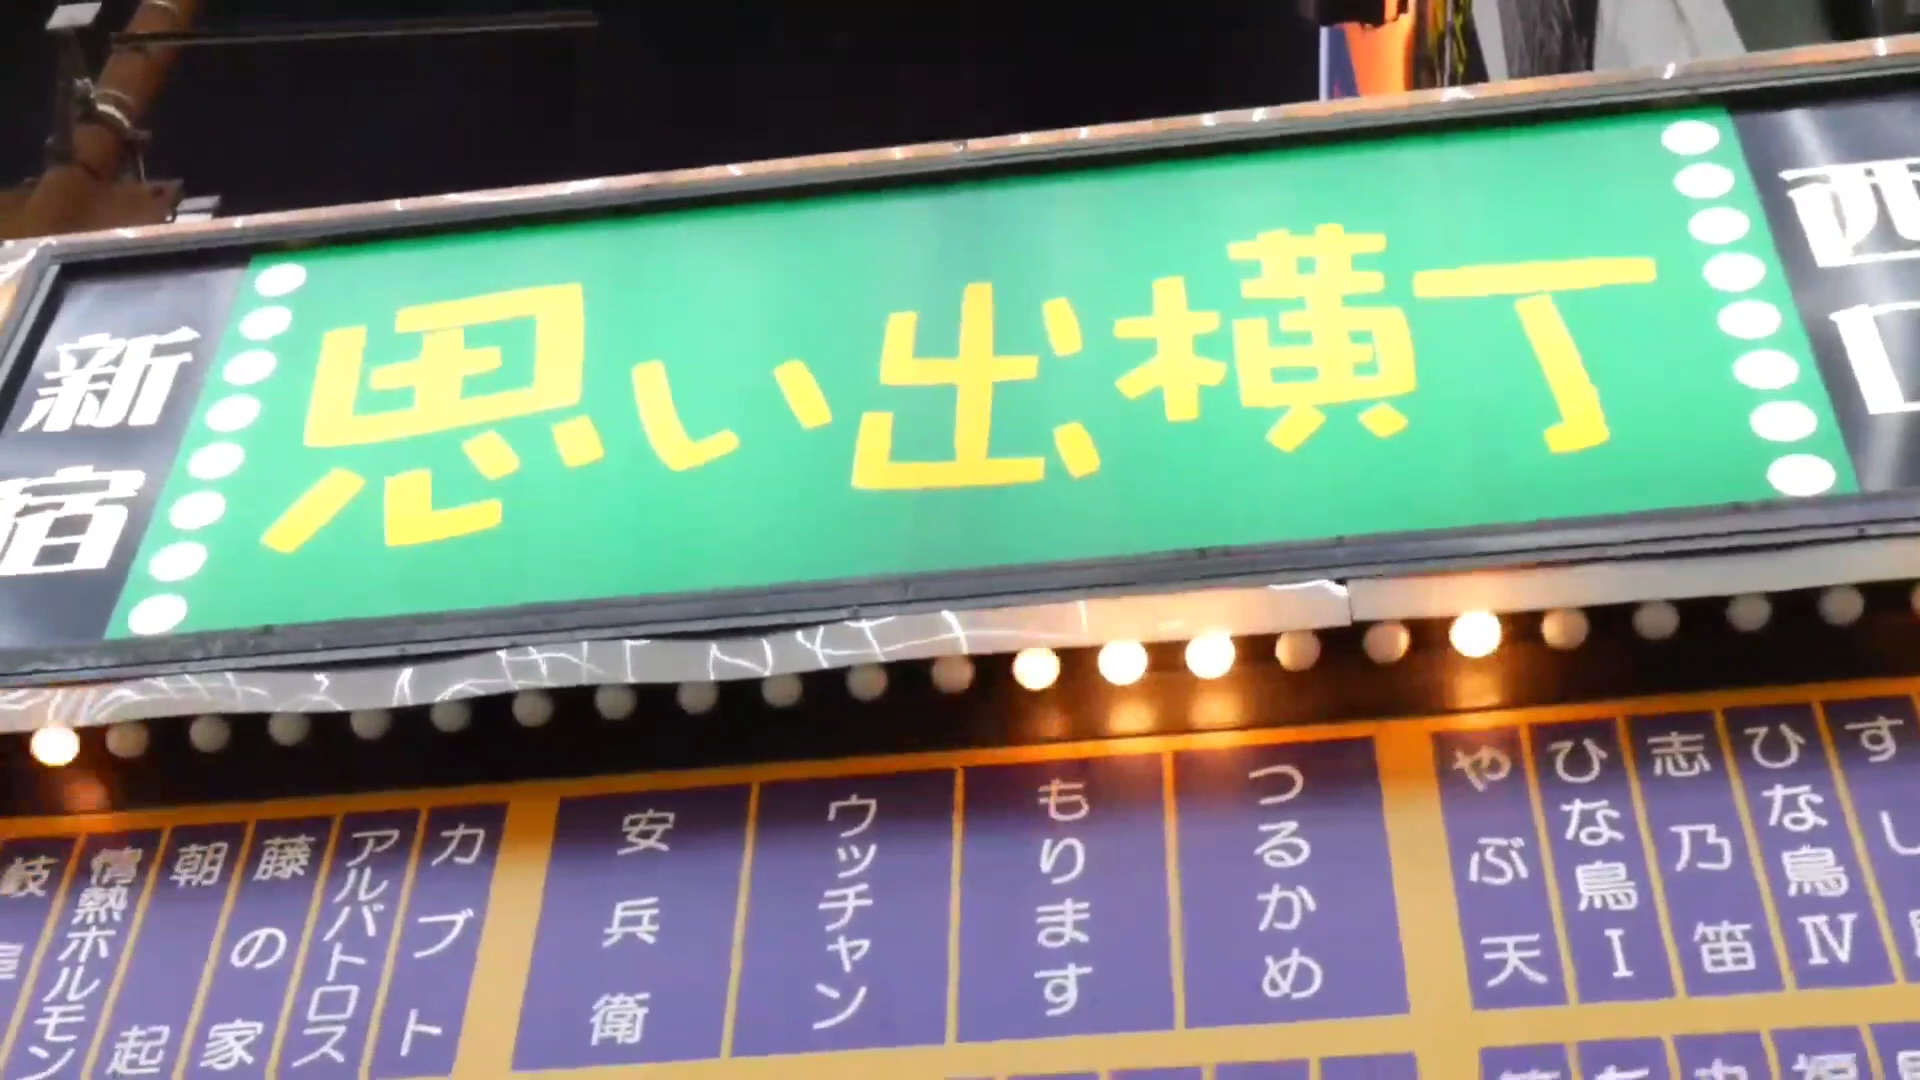 新宿
思い出横丁
西口
情熱ホルモン
朝起
藤の家
アルバトロス
カブト
安兵衛
ウッチャン
もります
つるかめ
やぶ天
ひな鳥Ⅰ
志乃笛
ひな鳥Ⅳ